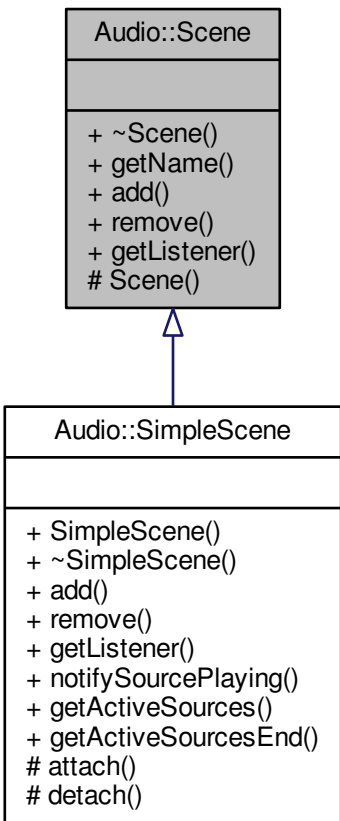 Audio::Scene
+ ~Scene()
+ getName()
+ add()
+ remove()
+ getListener()
# Scene()
Audio::SimpleScene
+ SimpleScene()
+ ~SimpleScene()
+ add()
+ remove()
+ getListener()
+ notifySourcePlaying()
+ getActiveSources()
+ getActiveSourcesEnd()
# attach()
# detach()